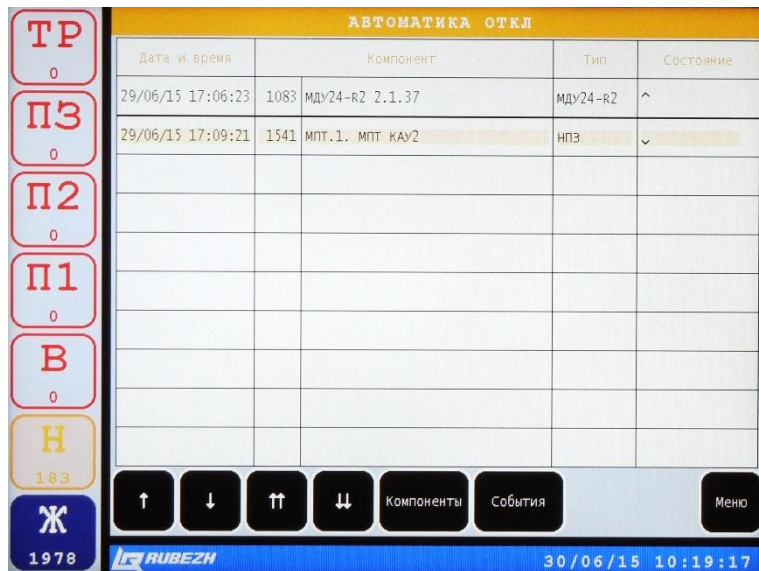 АВТОМАТИКА ОТКЛ
ТР
0
ПЗ
0
П2
0
П1
0
В
0
Н
183
Ж
1978
Дата и время Компонент Тип Состояние
29/06/15 17:06:23 1083 МДУ24-R2 2.1.37 МДУ24-R2 ^
29/06/15 17:09:21 1541 МПТ.1. МПТ КАУ2 НПЗ ⌄
↑ ↓ ⇈ ⇊ Компоненты События Меню
RUBEZH 30/06/15 10:19:17